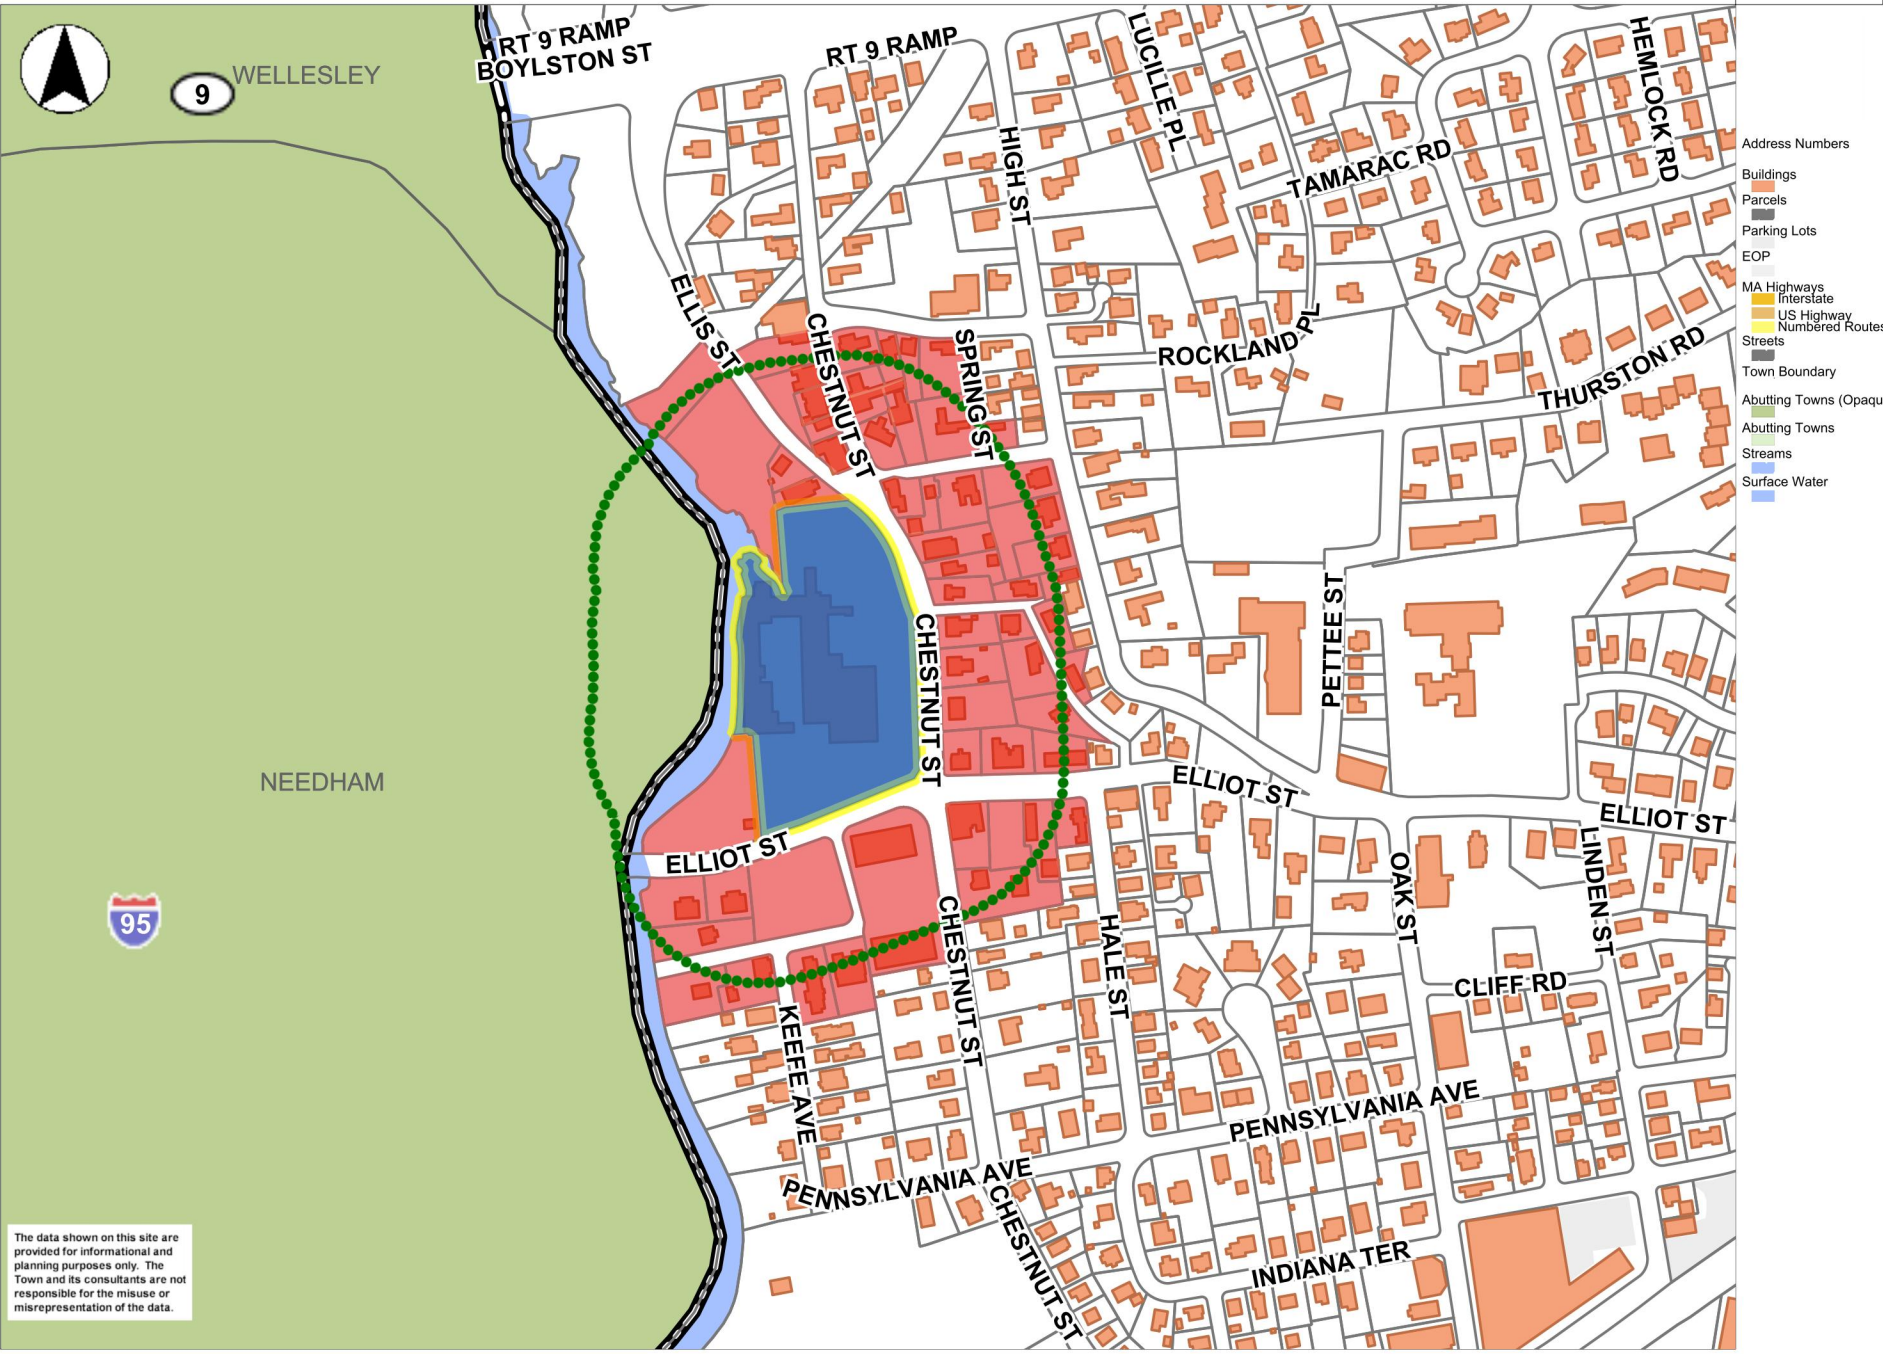 RT 9 RAMP
BOYLSTON ST
RT 9 RAMP
LUCILLE PL
HEMLOCK RD
WELLESLEY
9
HIGH ST
TAMARAC RD
ELLIS ST
CHESTNUT ST
SPRING ST
ROCKLAND PL
THURSTON RD
CHESTNUT ST
PETTEE ST
NEEDHAM
ELLIOT ST
ELLIOT ST
ELLIOT ST
OAK ST
LINDEN ST
95
CHESTNUT ST
HALE ST
CLIFF RD
KEEFE AVE
PENNSYLVANIA AVE
PENNSYLVANIA AVE
CHESTNUT ST
INDIANA TER
Address Numbers
Buildings
Parcels
Parking Lots
EOP
MA Highways
Interstate
US Highway
Numbered Routes
Streets
Town Boundary
Abutting Towns (Opaqu
Abutting Towns
Streams
Surface Water
The data shown on this site are
provided for informational and
planning purposes only. The
Town and its consultants are not
responsible for the misuse or
misrepresentation of the data.